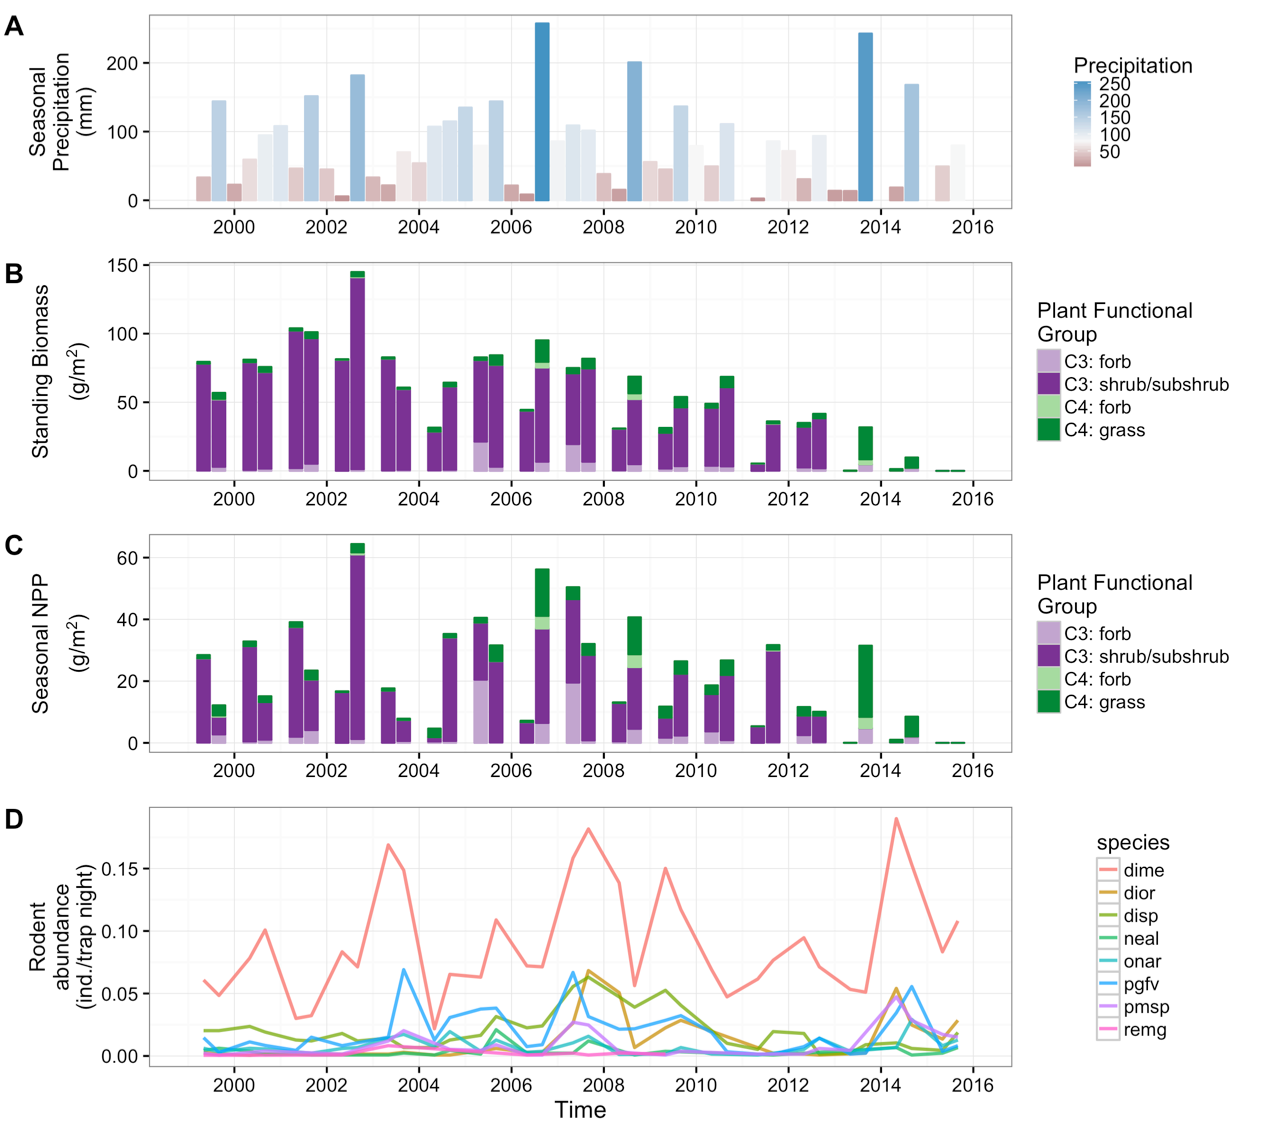 A
Seasonal
Precipitation
(mm)
200
100
0
2000 2002 2004 2006 2008 2010 2012 2014 2016
Precipitation
250
200
150
100
50
B
Standing Biomass
(g/m²)
150
100
50
0
2000 2002 2004 2006 2008 2010 2012 2014 2016
Plant Functional
Group
C3: forb
C3: shrub/subshrub
C4: forb
C4: grass
C
Seasonal NPP
(g/m²)
60
40
20
0
2000 2002 2004 2006 2008 2010 2012 2014 2016
Plant Functional
Group
C3: forb
C3: shrub/subshrub
C4: forb
C4: grass
D
Rodent
abundance
(ind./trap night)
0.15
0.10
0.05
0.00
2000 2002 2004 2006 2008 2010 2012 2014 2016
Time
species
dime
dior
disp
neal
onar
pgfv
pmsp
remg